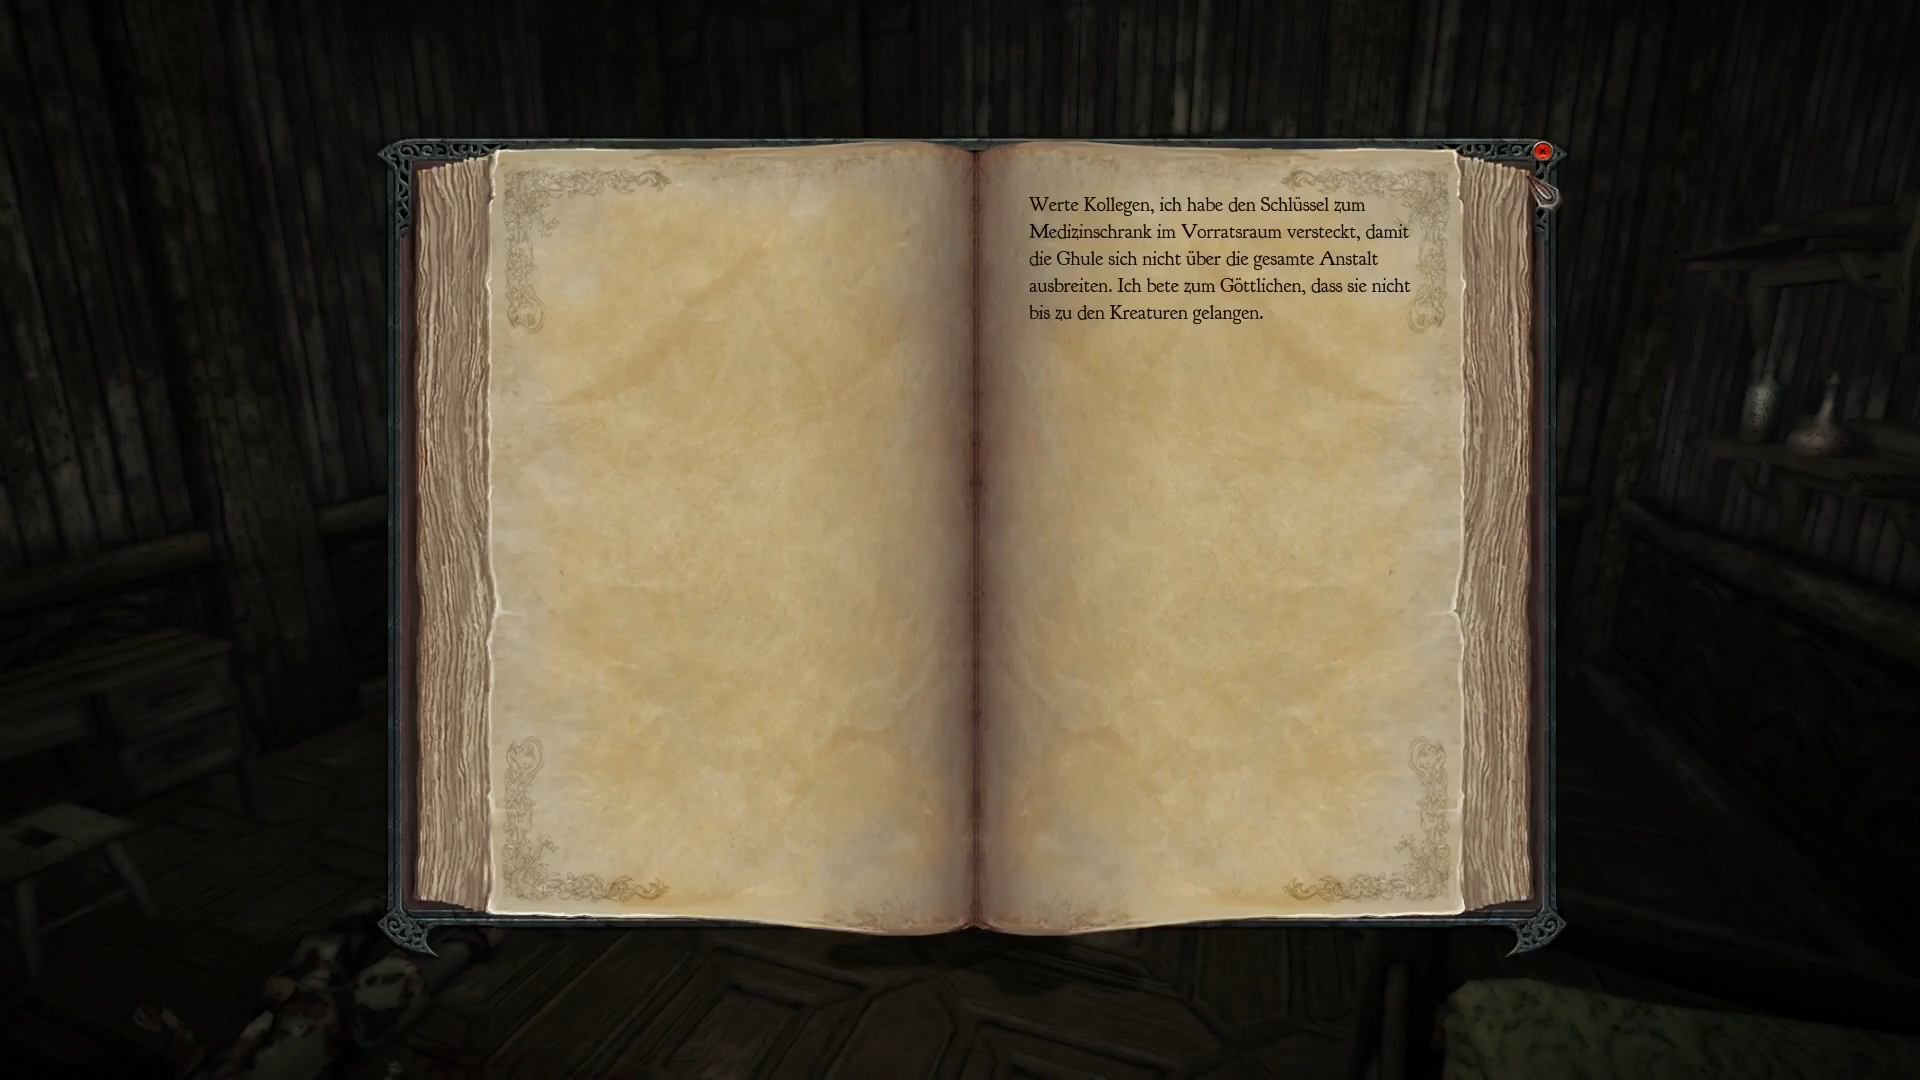 Werte Kollegen, ich habe den Schlüssel zum
Medizinschrank im Vorratsraum versteckt, damit
die Ghule sich nicht über die gesamte Anstalt
ausbreiten. Ich bete zum Göttlichen, dass sie nicht
bis zu den Kreaturen gelangen.